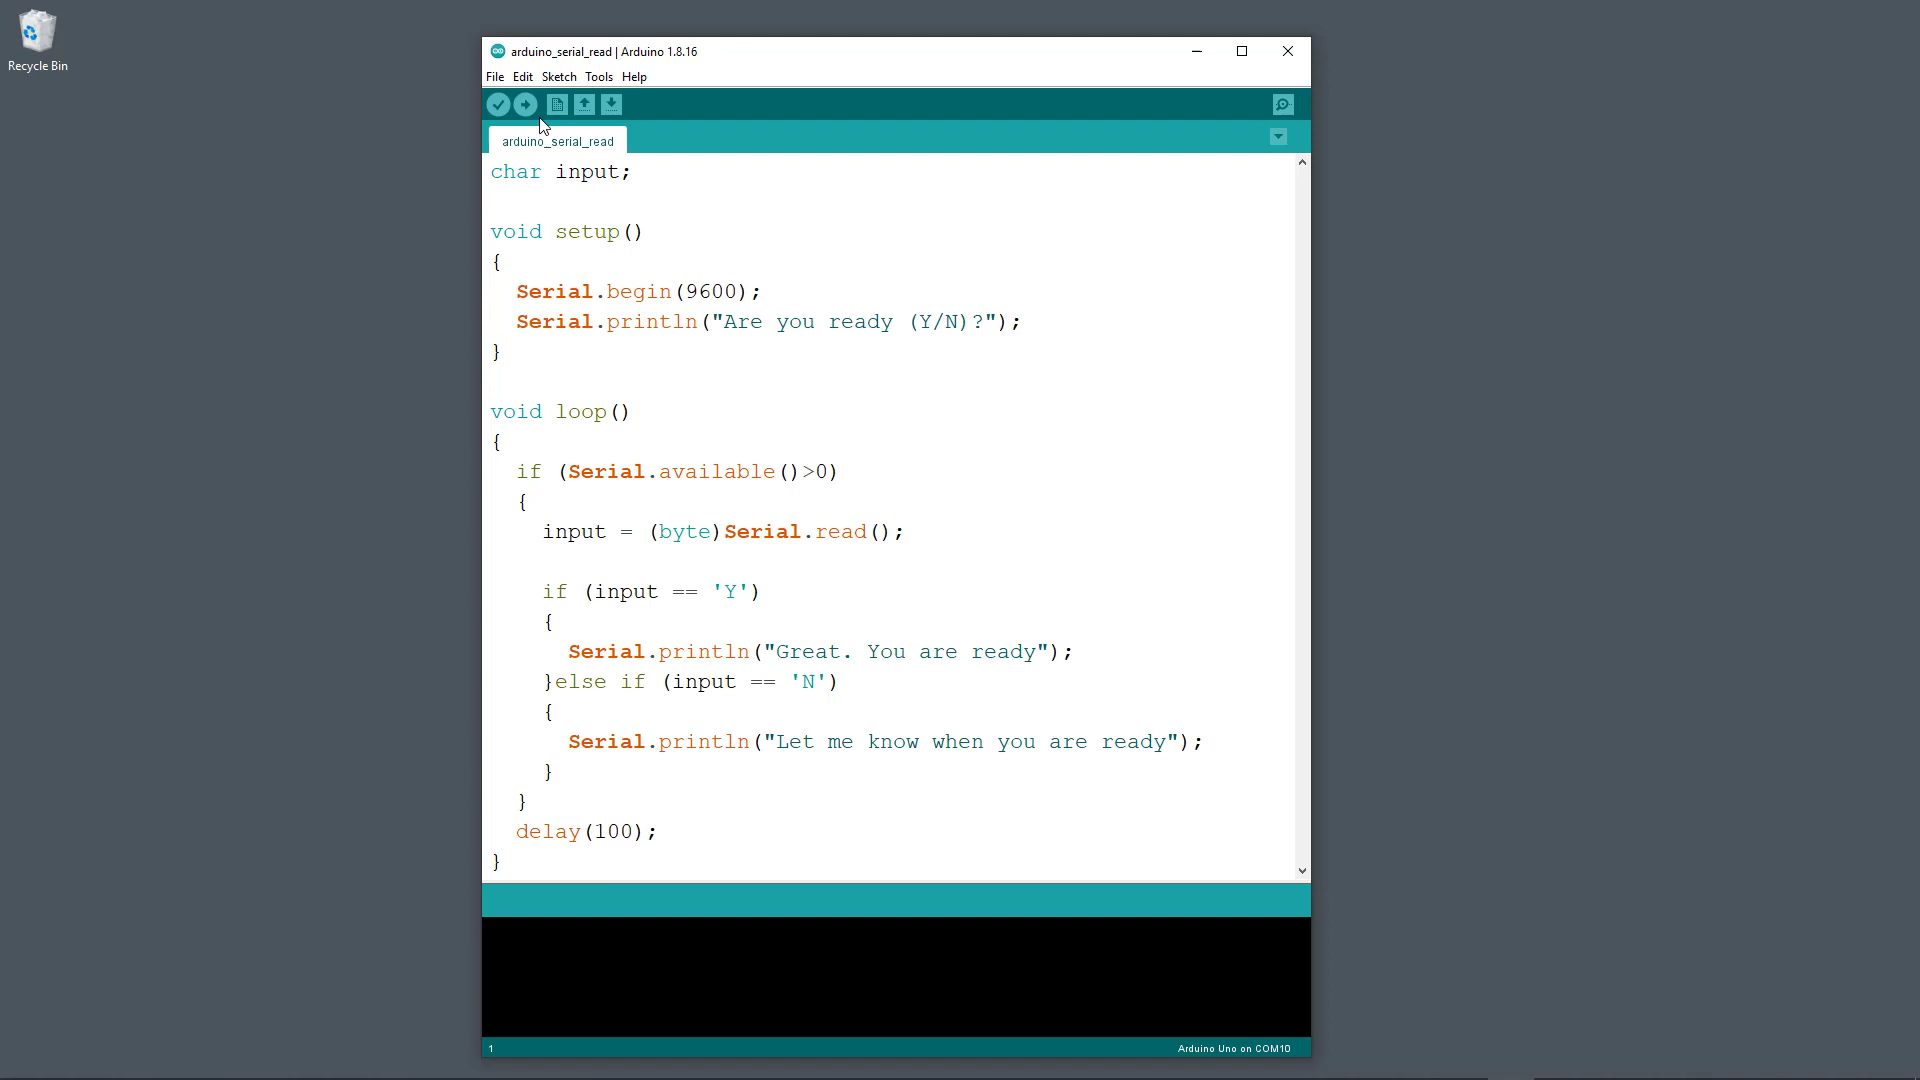 Recycle Bin
arduino_serial_read | Arduino 1.8.16
File Edit Sketch Tools Help
arduino_serial_read
char input;
void setup()
{
  Serial.begin(9600);
  Serial.println("Are you ready (Y/N)?");
}
void loop()
{
  if (Serial.available()>0)
  {
    input = (byte)Serial.read();
    if (input == 'Y')
    {
      Serial.println("Great. You are ready");
    }else if (input == 'N')
    {
      Serial.println("Let me know when you are ready");
    }
  }
  delay(100);
}
1
Arduino Uno on COM10